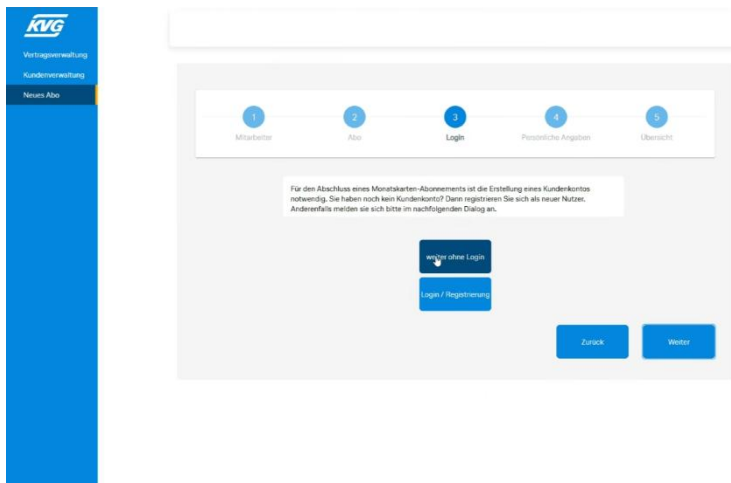 KVG
Vertragsverwaltung
Kundenverwaltung
Neues Abo
1
2
3
4
5
Mitarbeiter
Abo
Login
Persönliche Angaben
Übersicht
Für den Abschluss eines Monatskarten-Abonnements ist die Erstellung eines Kundenkontos
notwendig. Sie haben noch kein Kundenkonto? Dann registrieren Sie sich als neuer Nutzer.
Anderenfalls melden sie sich bitte im nachfolgenden Dialog an.
weiter ohne Login
Login / Registrierung
Zurück
Weiter